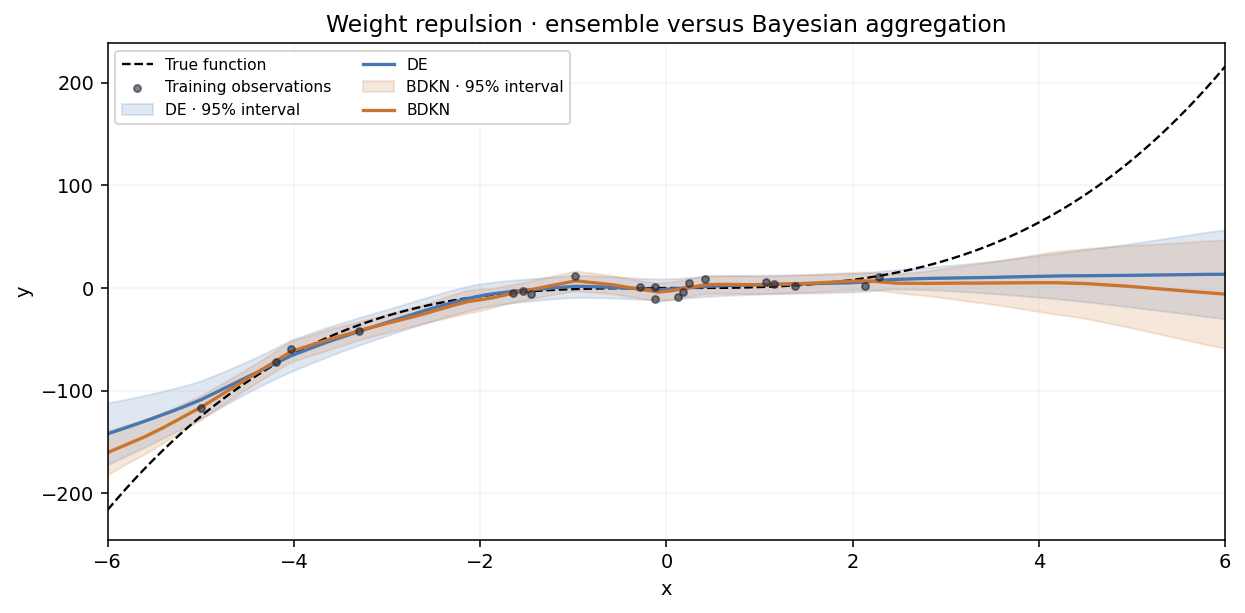 Weight repulsion · ensemble versus Bayesian aggregation
True function
Training observations
DE · 95% interval
DE
BDKN · 95% interval
BDKN
200
100
0
−100
−200
y
−6
−4
−2
0
2
4
6
x